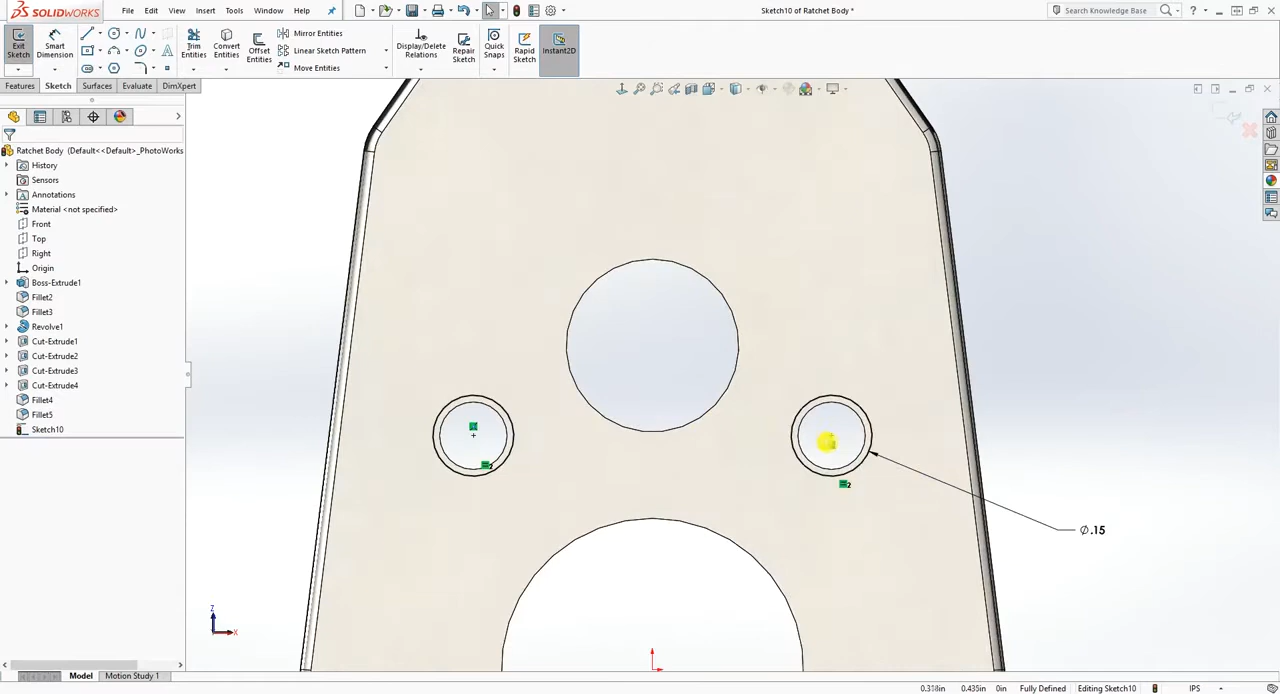 SOLIDWORKS File Edit View Insert Tools Window Help Sketch10 of Ratchet Body * Search Knowledge Base
Exit Sketch
Smart Dimension
Trim Entities
Convert Entities
Offset Entities
Mirror Entities
Linear Sketch Pattern
Move Entities
Display/Delete Relations
Repair Sketch
Quick Snaps
Rapid Sketch
Instant2D
Features Sketch Surfaces Evaluate DimXpert
Ratchet Body (Default<<Default>_PhotoWorks
History
Sensors
Annotations
Material <not specified>
Front
Top
Right
Origin
Boss-Extrude1
Fillet2
Fillet3
Revolve1
Cut-Extrude1
Cut-Extrude2
Cut-Extrude3
Cut-Extrude4
Fillet4
Fillet5
Sketch10
2
2
∅.15
Z
X
Model Motion Study 1
0.318in 0.435in 0in Fully Defined Editing Sketch10 IPS